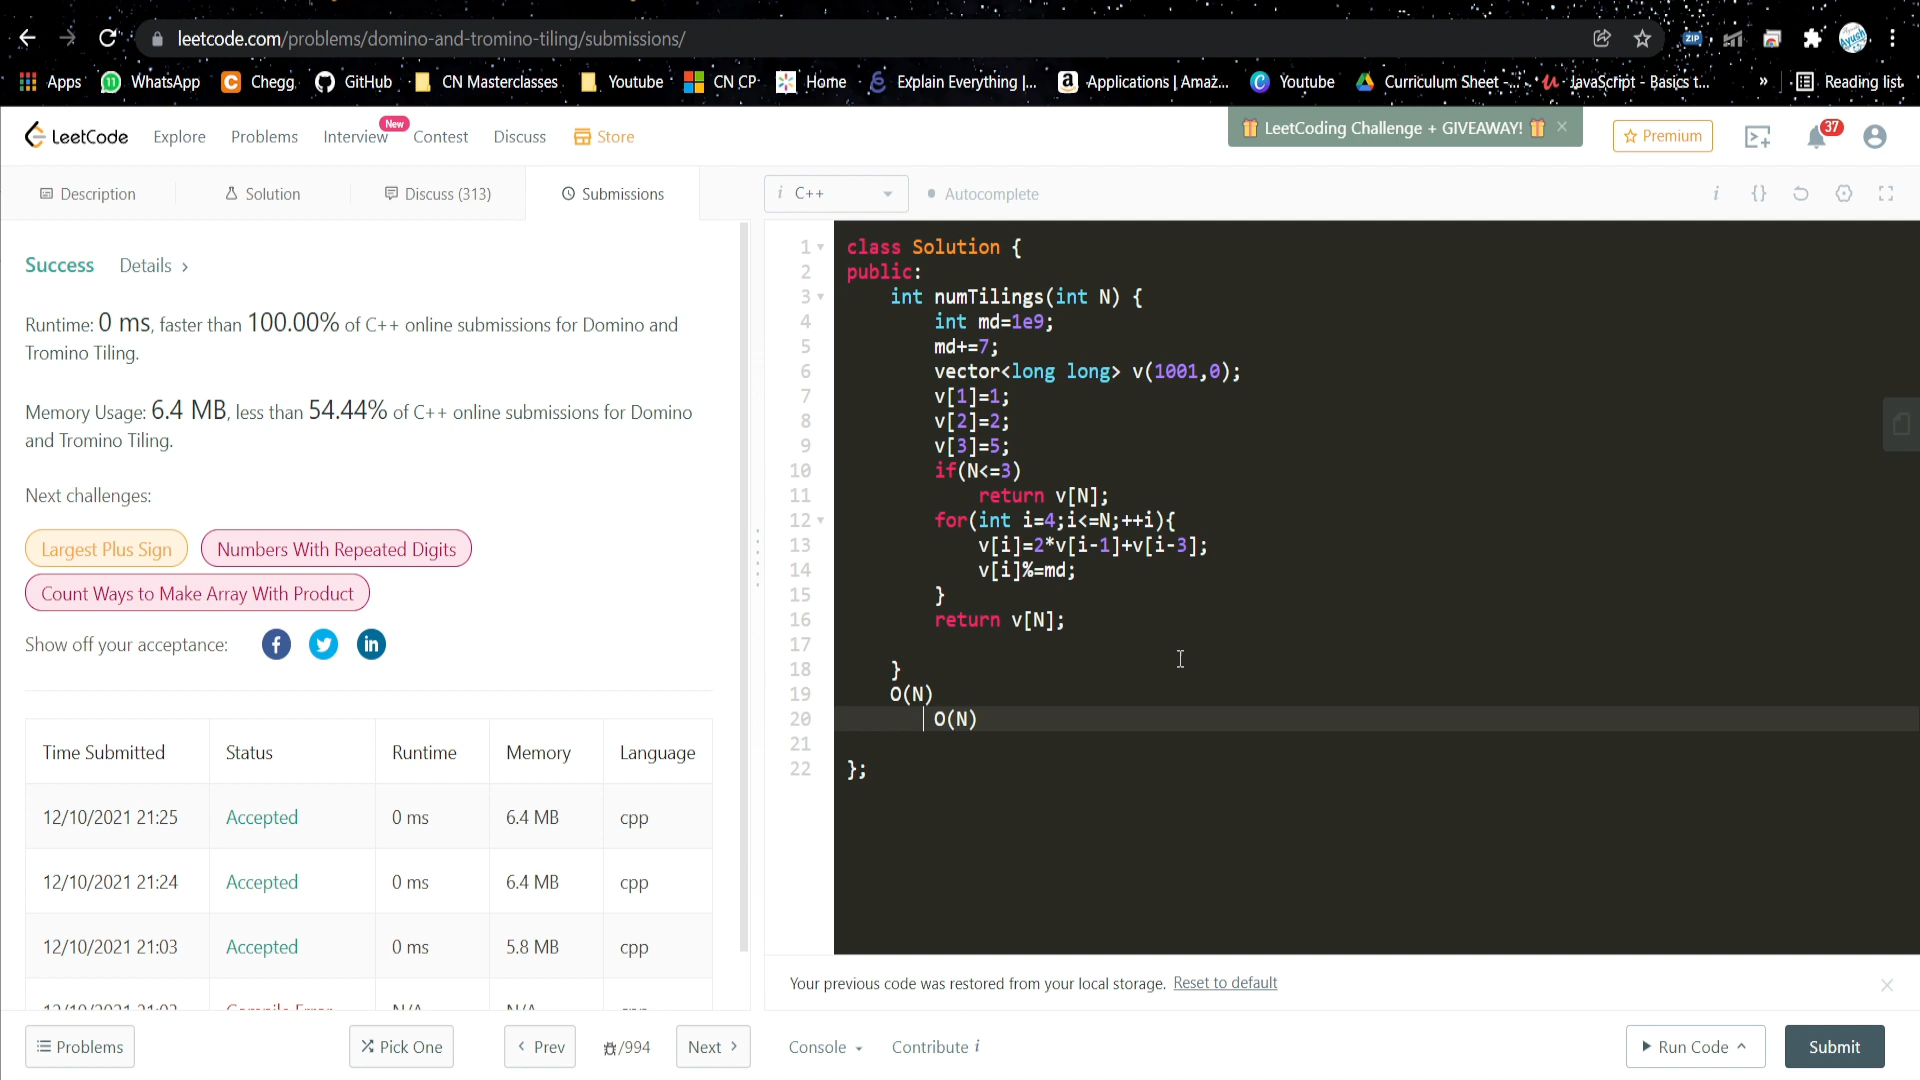 leetcode.com/problems/domino-and-tromino-tiling/submissions/
ZIP
Apps WhatsApp Chegg GitHub CN Masterclasses Youtube CN CP Home Explain Everything |... Applications | Amaz... Youtube Curriculum Sheet -... JavaScript - Basics t... » Reading list
LeetCode Explore Problems Interview New Contest Discuss Store LeetCoding Challenge + GIVEAWAY! Premium 37
Description Solution Discuss (313) Submissions i C++ Autocomplete i {}
Success Details >
Runtime: 0 ms, faster than 100.00% of C++ online submissions for Domino and
Tromino Tiling.
Memory Usage: 6.4 MB, less than 54.44% of C++ online submissions for Domino
and Tromino Tiling.
Next challenges:
Largest Plus Sign Numbers With Repeated Digits
Count Ways to Make Array With Product
Show off your acceptance:
Time Submitted Status Runtime Memory Language
12/10/2021 21:25 Accepted 0 ms 6.4 MB cpp
12/10/2021 21:24 Accepted 0 ms 6.4 MB cpp
12/10/2021 21:03 Accepted 0 ms 5.8 MB cpp
1 class Solution {
2 public:
3 int numTilings(int N) {
4 int md=1e9;
5 md+=7;
6 vector<long long> v(1001,0);
7 v[1]=1;
8 v[2]=2;
9 v[3]=5;
10 if(N<=3)
11 return v[N];
12 for(int i=4;i<=N;++i){
13 v[i]=2*v[i-1]+v[i-3];
14 v[i]%=md;
15 }
16 return v[N];
17
18 }
19 O(N)
20 O(N)
21
22 };
Your previous code was restored from your local storage. Reset to default
Problems Pick One < Prev /994 Next > Console Contribute i Run Code Submit